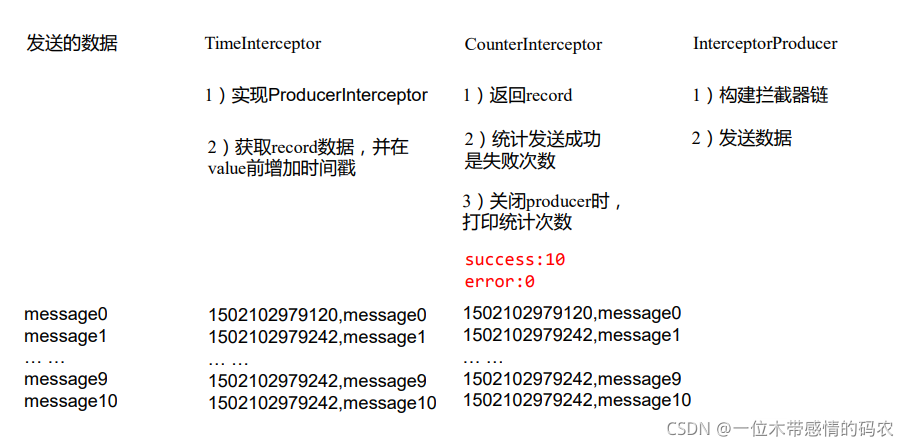 发送的数据
TimeInterceptor
CounterInterceptor
InterceptorProducer
1）实现ProducerInterceptor
2）获取record数据，并在
value前增加时间戳
1）返回record
2）统计发送成功
是失败次数
3）关闭producer时，
打印统计次数
success:10
error:0
1）构建拦截器链
2）发送数据
message0
message1
… …
message9
message10
1502102979120,message0
1502102979242,message1
… …
1502102979242,message9
1502102979242,message10
1502102979120,message0
1502102979242,message1
… …
1502102979242,message9
1502102979242,message10
CSDN @一位木带感情的码农